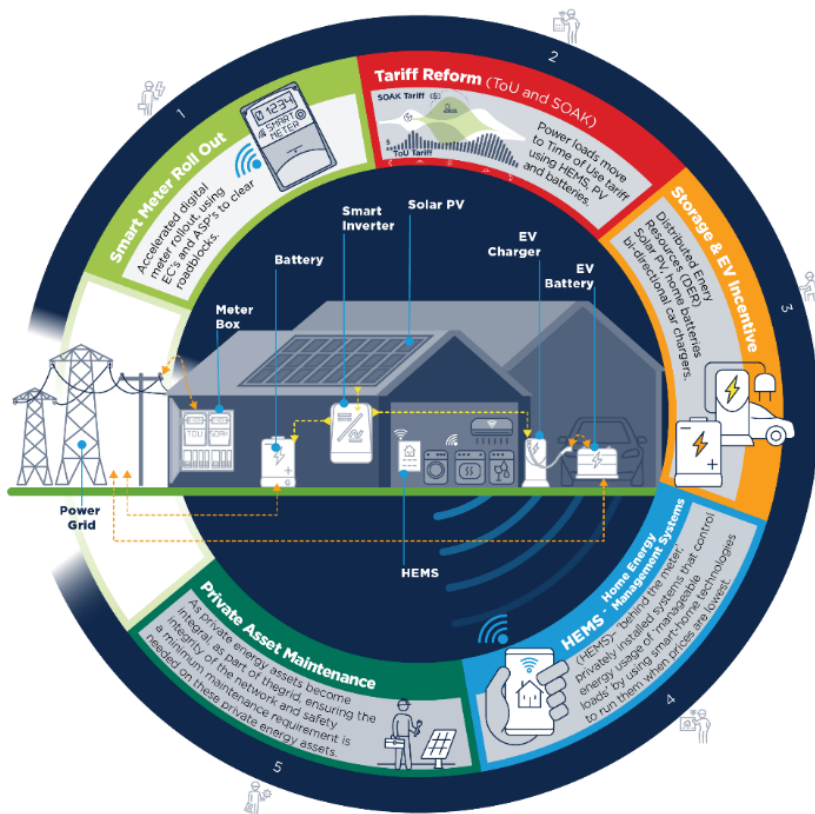 1
Smart Meter Roll Out
Accelerated digital
meter rollout, using
EC's and ASP's to clear
roadblocks.
01234
SMART
METER
2
Tariff Reform (ToU and SOAK)
SOAK Tariff
ToU Tariff
Power loads move
to Time of Use tariff
using HEMS, PV
and batteries.
3
Storage & EV Incentive
Distributed Enery
Resources (DER)
Solar PV, home batteries
bi-directional car chargers.
4
HEMS - Home Energy
Management Systems
(HEMS)– 'behind the meter,'
privately installed systems that control
energy usage of 'manageable
loads' by using smart-home technologies
to run them when prices are lowest.
5
Private Asset Maintenance
As private energy assets become
integral, as part of thegrid, ensuring the
integrity of the network and safety
a minimum maintenance requirement is
needed on these private energy assets.
Meter
Box
Battery
Smart
Inverter
Solar PV
EV
Charger
EV
Battery
TOU
SOAK
Power
Grid
HEMS